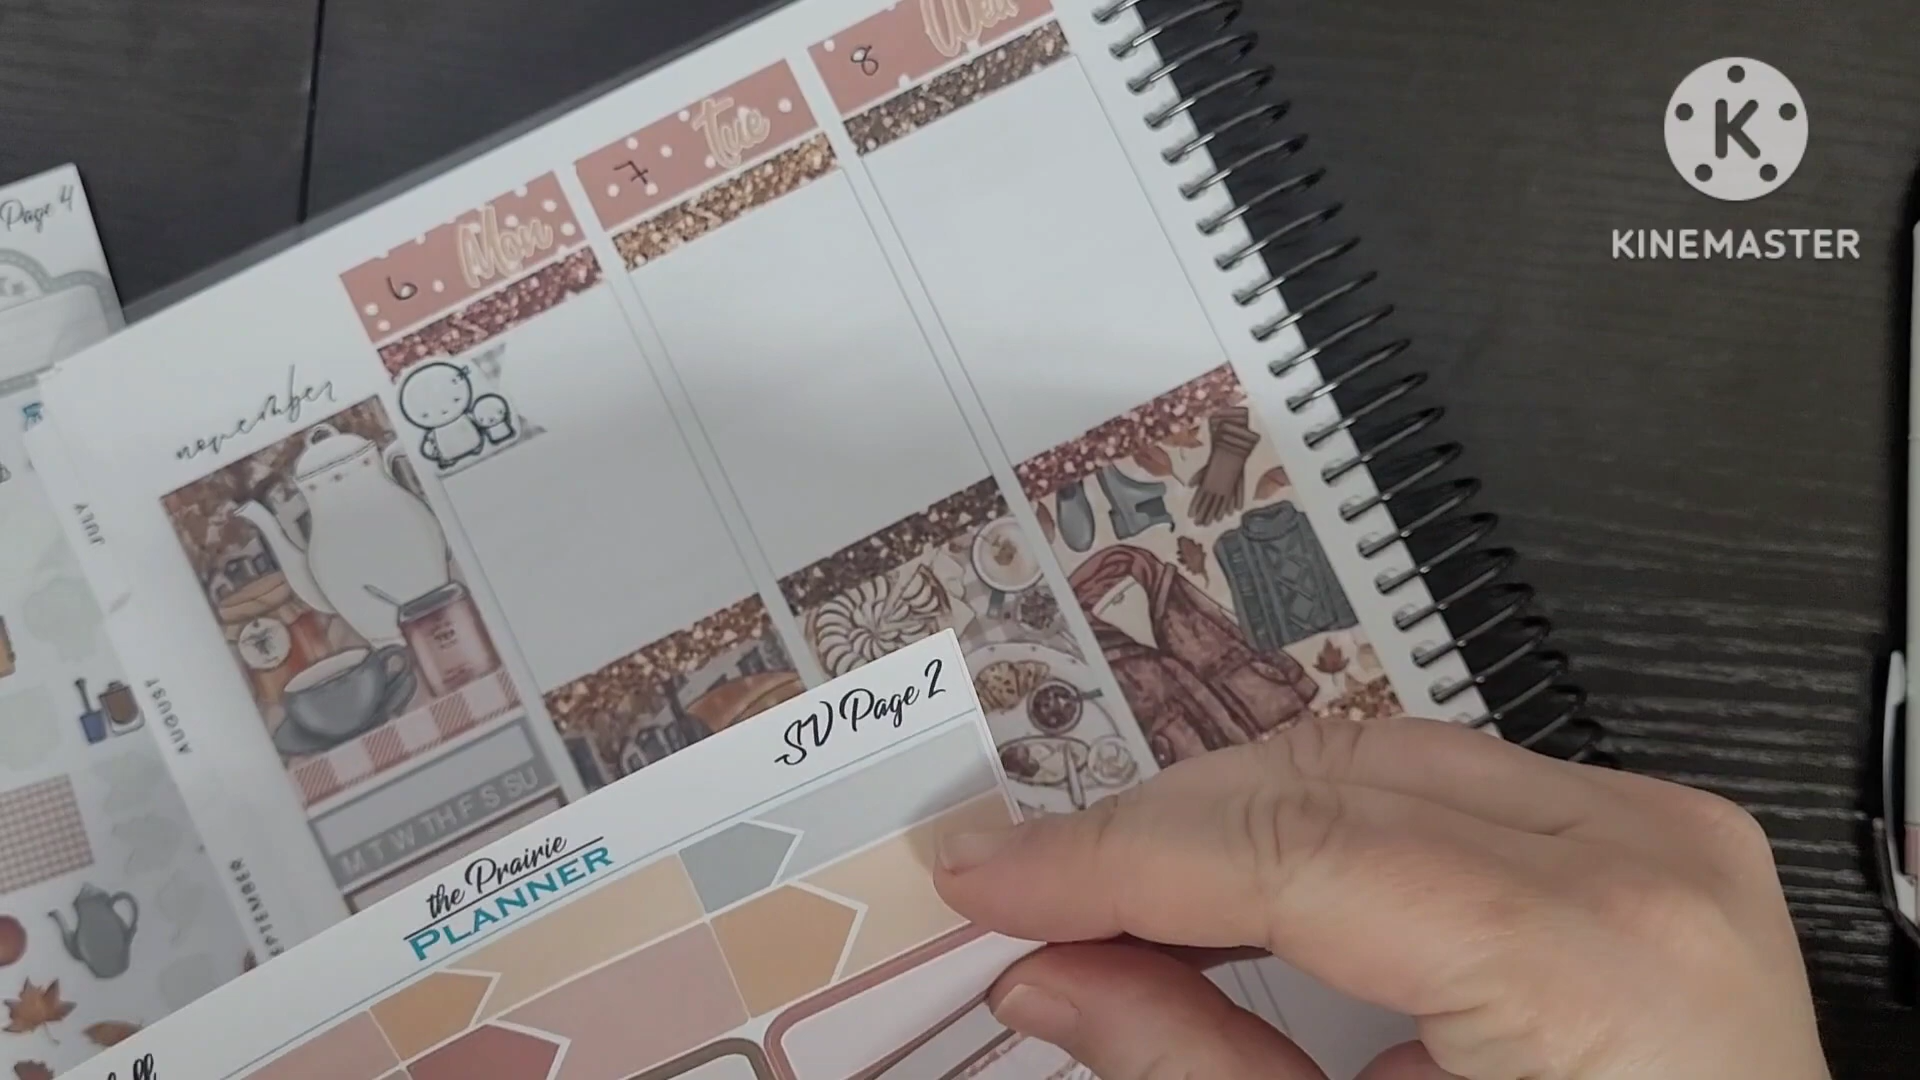 Page 4
8 Wed
7 Tue
6 Mon
november
JULY
AUGUST
M T W TH F S SU
SV Page 2
the Prairie
PLANNER
K
KINEMASTER